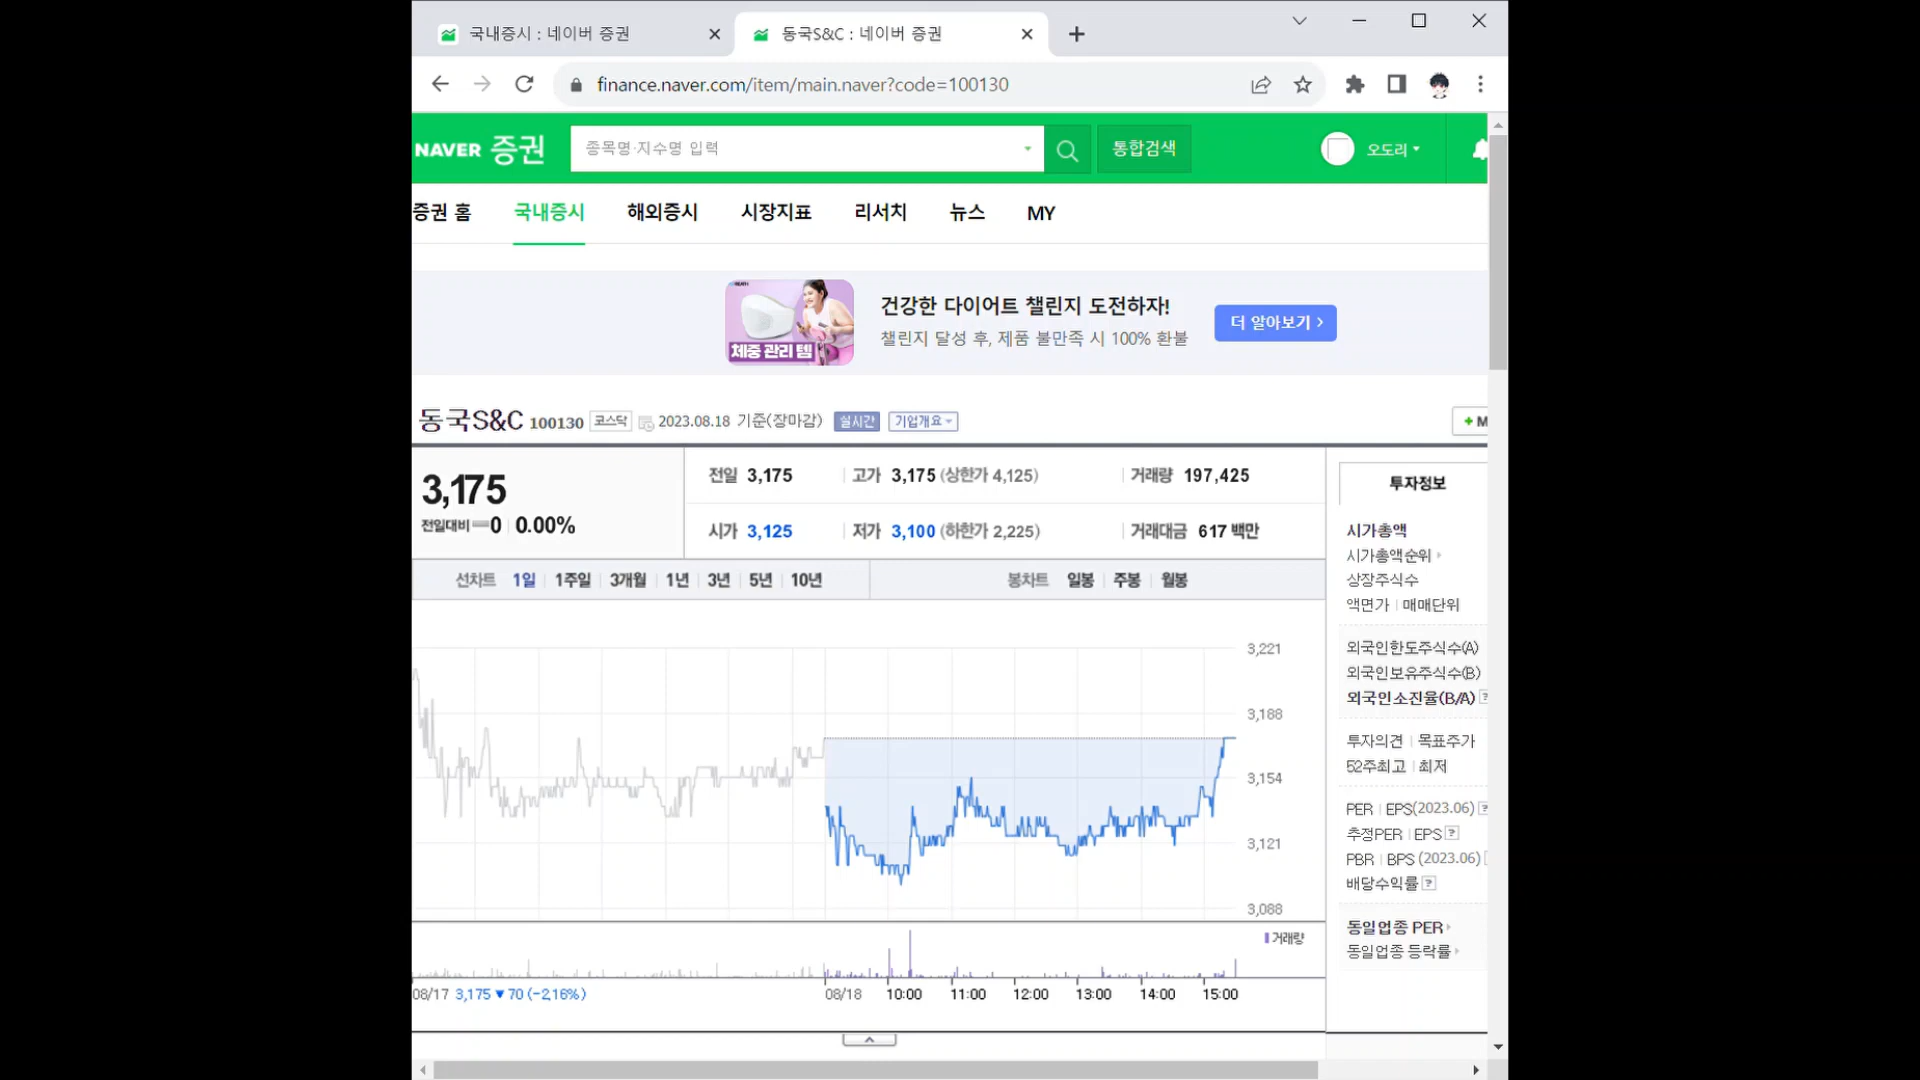 국내증시 : 네이버 증권
동국S&C : 네이버 증권
finance.naver.com/item/main.naver?code=100130
NAVER 증권
종목명·지수명 입력
통합검색
오도리
증권 홈 국내증시 해외증시 시장지표 리서치 뉴스 MY
체중 관리 템
건강한 다이어트 챌린지 도전하자!
챌린지 달성 후, 제품 불만족 시 100% 환불
더 알아보기 >
동국S&C 100130 코스닥 2023.08.18 기준(장마감) 실시간 기업개요
+ M
3,175
전일대비 0 0.00%
전일 3,175 고가 3,175 (상한가 4,125) 거래량 197,425
시가 3,125 저가 3,100 (하한가 2,225) 거래대금 617 백만
선차트 1일 1주일 3개월 1년 3년 5년 10년
봉차트 일봉 주봉 월봉
3,221
3,188
3,154
3,121
3,088
거래량
08/17 3,175 ▼ 70 (-2.16%)
08/18 10:00 11:00 12:00 13:00 14:00 15:00
투자정보
시가총액
시가총액순위
상장주식수
액면가 | 매매단위
외국인한도주식수(A)
외국인보유주식수(B)
외국인소진율(B/A) ?
투자의견 | 목표주가
52주최고 | 최저
PER | EPS(2023.06) ?
추정PER | EPS ?
PBR | BPS (2023.06)
배당수익률 ?
동일업종 PER
동일업종 등락률